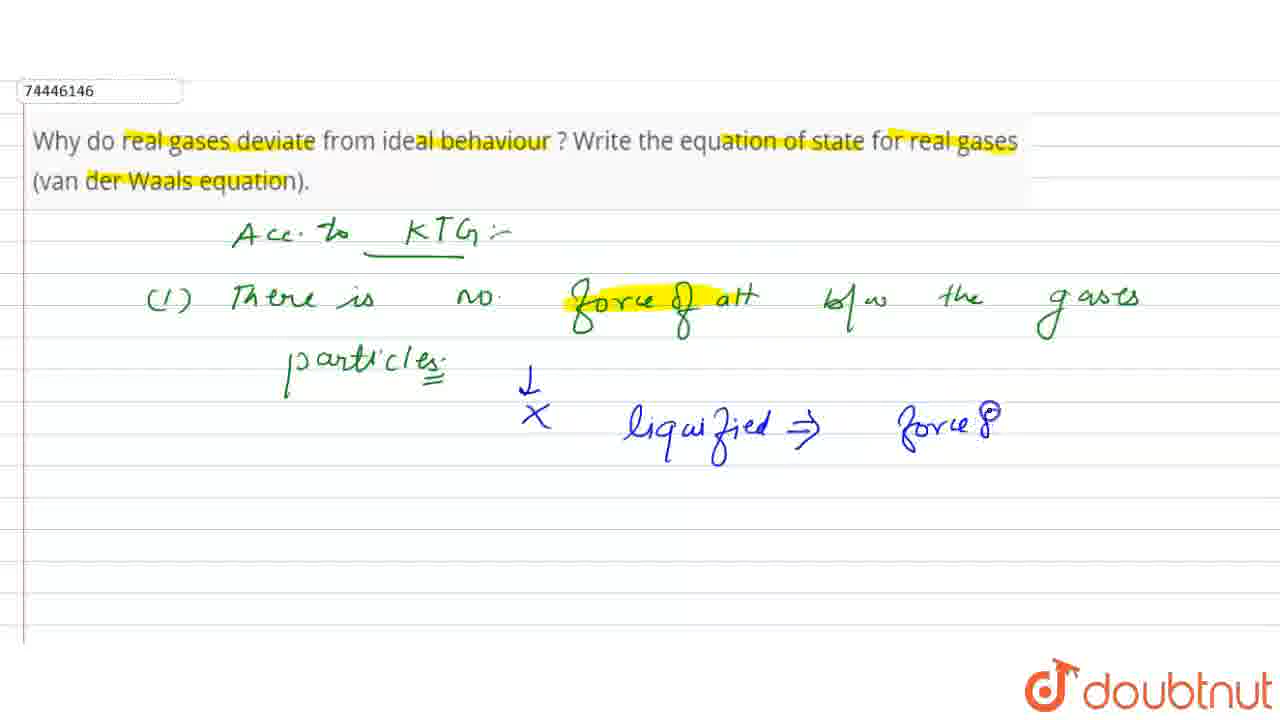 74446146
Why do real gases deviate from ideal behaviour ? Write the equation of state for real gases
(van der Waals equation).
Acc. to KTG :-
(1) There is no. force of att b/w the gases
particles.
X liquified ⇒ force of
doubtnut